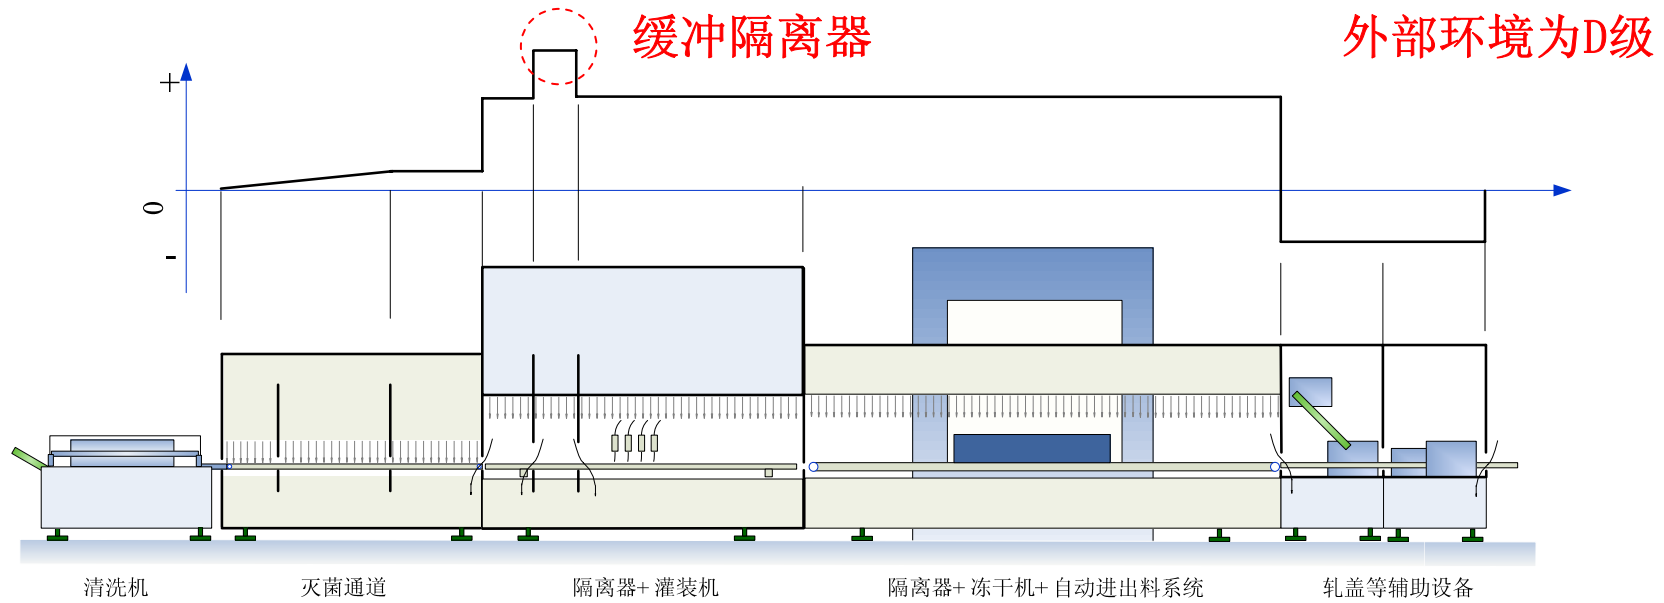 缓冲隔离器
外部环境为D级
+
0
-
清洗机
灭菌通道
隔离器+灌装机
隔离器+冻干机+自动进出料系统
轧盖等辅助设备